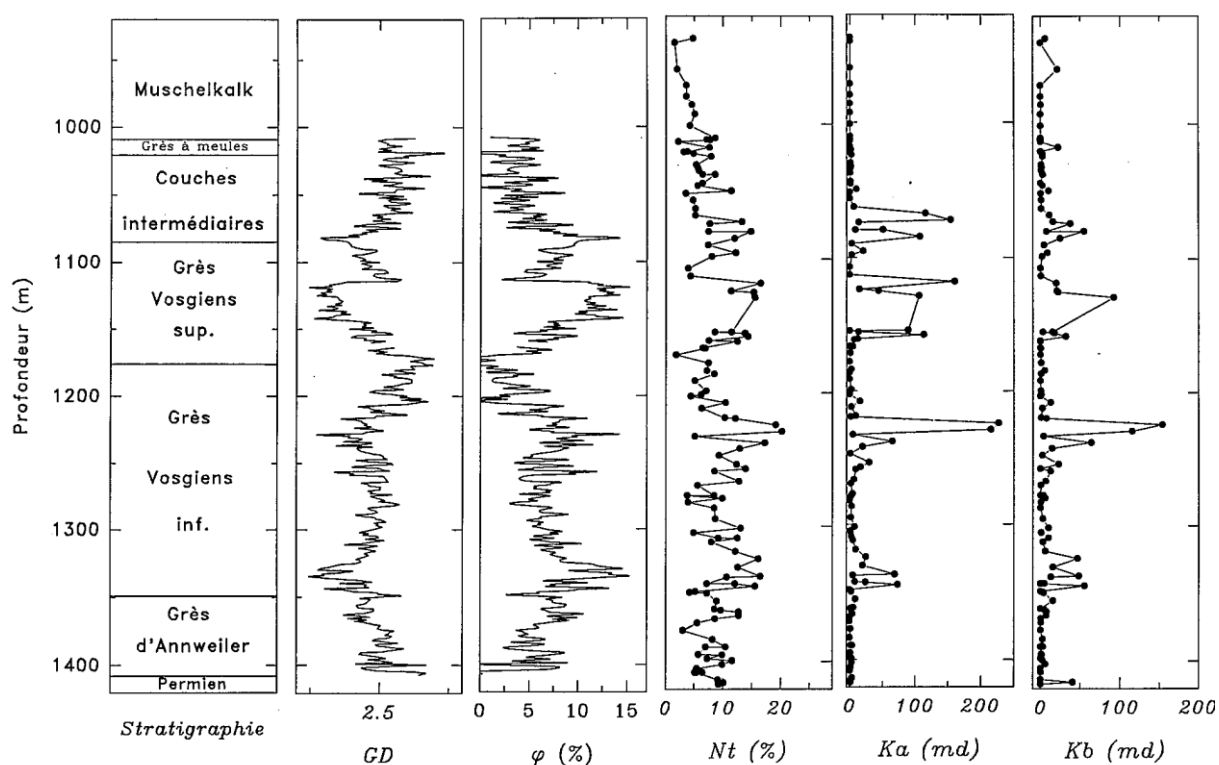 Profondeur (m)
1000
1100
1200
1300
1400
Muschelkalk
Grès à meules
Couches
intermédiaires
Grès
Vosgiens
sup.
Grès
Vosgiens
inf.
Grès
d'Annweiler
Permien
Stratigraphie
2.5
GD
0 5 10 15
φ (%)
0 10 20 30
Nt (%)
0 100 200
Ka (md)
0 100 200
Kb (md)